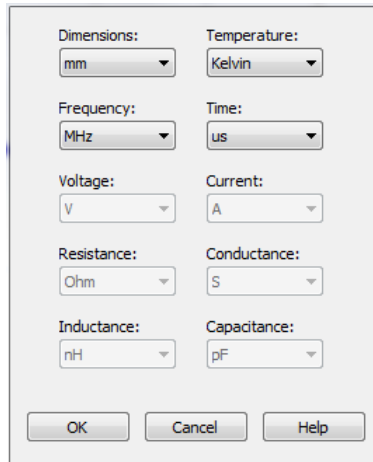 Dimensions: Temperature:
mm Kelvin
Frequency: Time:
MHz us
Voltage: Current:
V A
Resistance: Conductance:
Ohm S
Inductance: Capacitance:
nH pF
OK Cancel Help